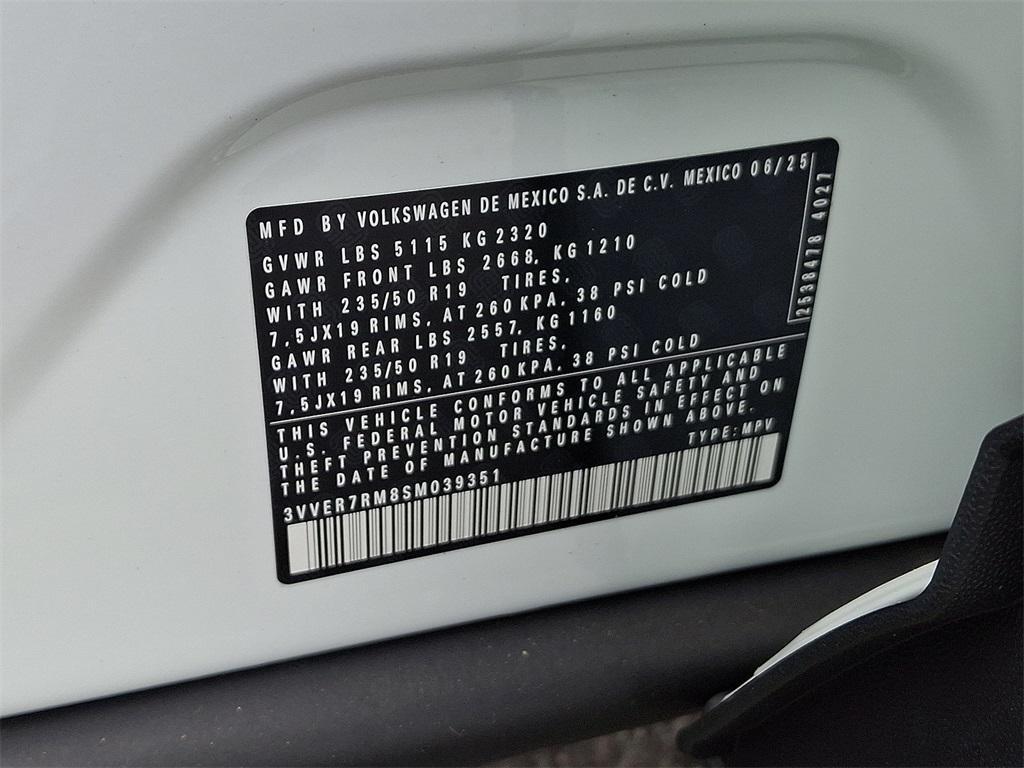 MFD BY VOLKSWAGEN DE MEXICO S.A. DE C.V. MEXICO 06/25
GVWR LBS 5115 KG 2320
GAWR FRONT LBS 2668, KG 1210
WITH 235/50 R19 TIRES,
7,5JX19 RIMS, AT 260 KPA, 38 PSI COLD
GAWR REAR LBS 2557, KG 1160
WITH 235/50 R19 TIRES,
7,5JX19 RIMS, AT 260 KPA, 38 PSI COLD
2538478 4027
THIS VEHICLE CONFORMS TO ALL APPLICABLE
U.S. FEDERAL MOTOR VEHICLE SAFETY AND
THEFT PREVENTION STANDARDS IN EFFECT ON
THE DATE OF MANUFACTURE SHOWN ABOVE.
3VVER7RM8SM039351 TYPE: MPV